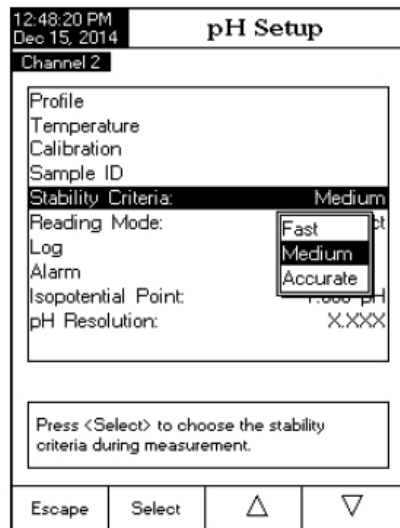 12:48:20 PM
Dec 15, 2014
pH Setup
Channel 2
Profile
Temperature
Calibration
Sample ID
Stability Criteria: Medium
Reading Mode:
Fast
Log
Medium
Alarm
Accurate
Isopotential Point: pH
pH Resolution: X.XXX
Press <Select> to choose the stability
criteria during measurement.
Escape Select △ ▽